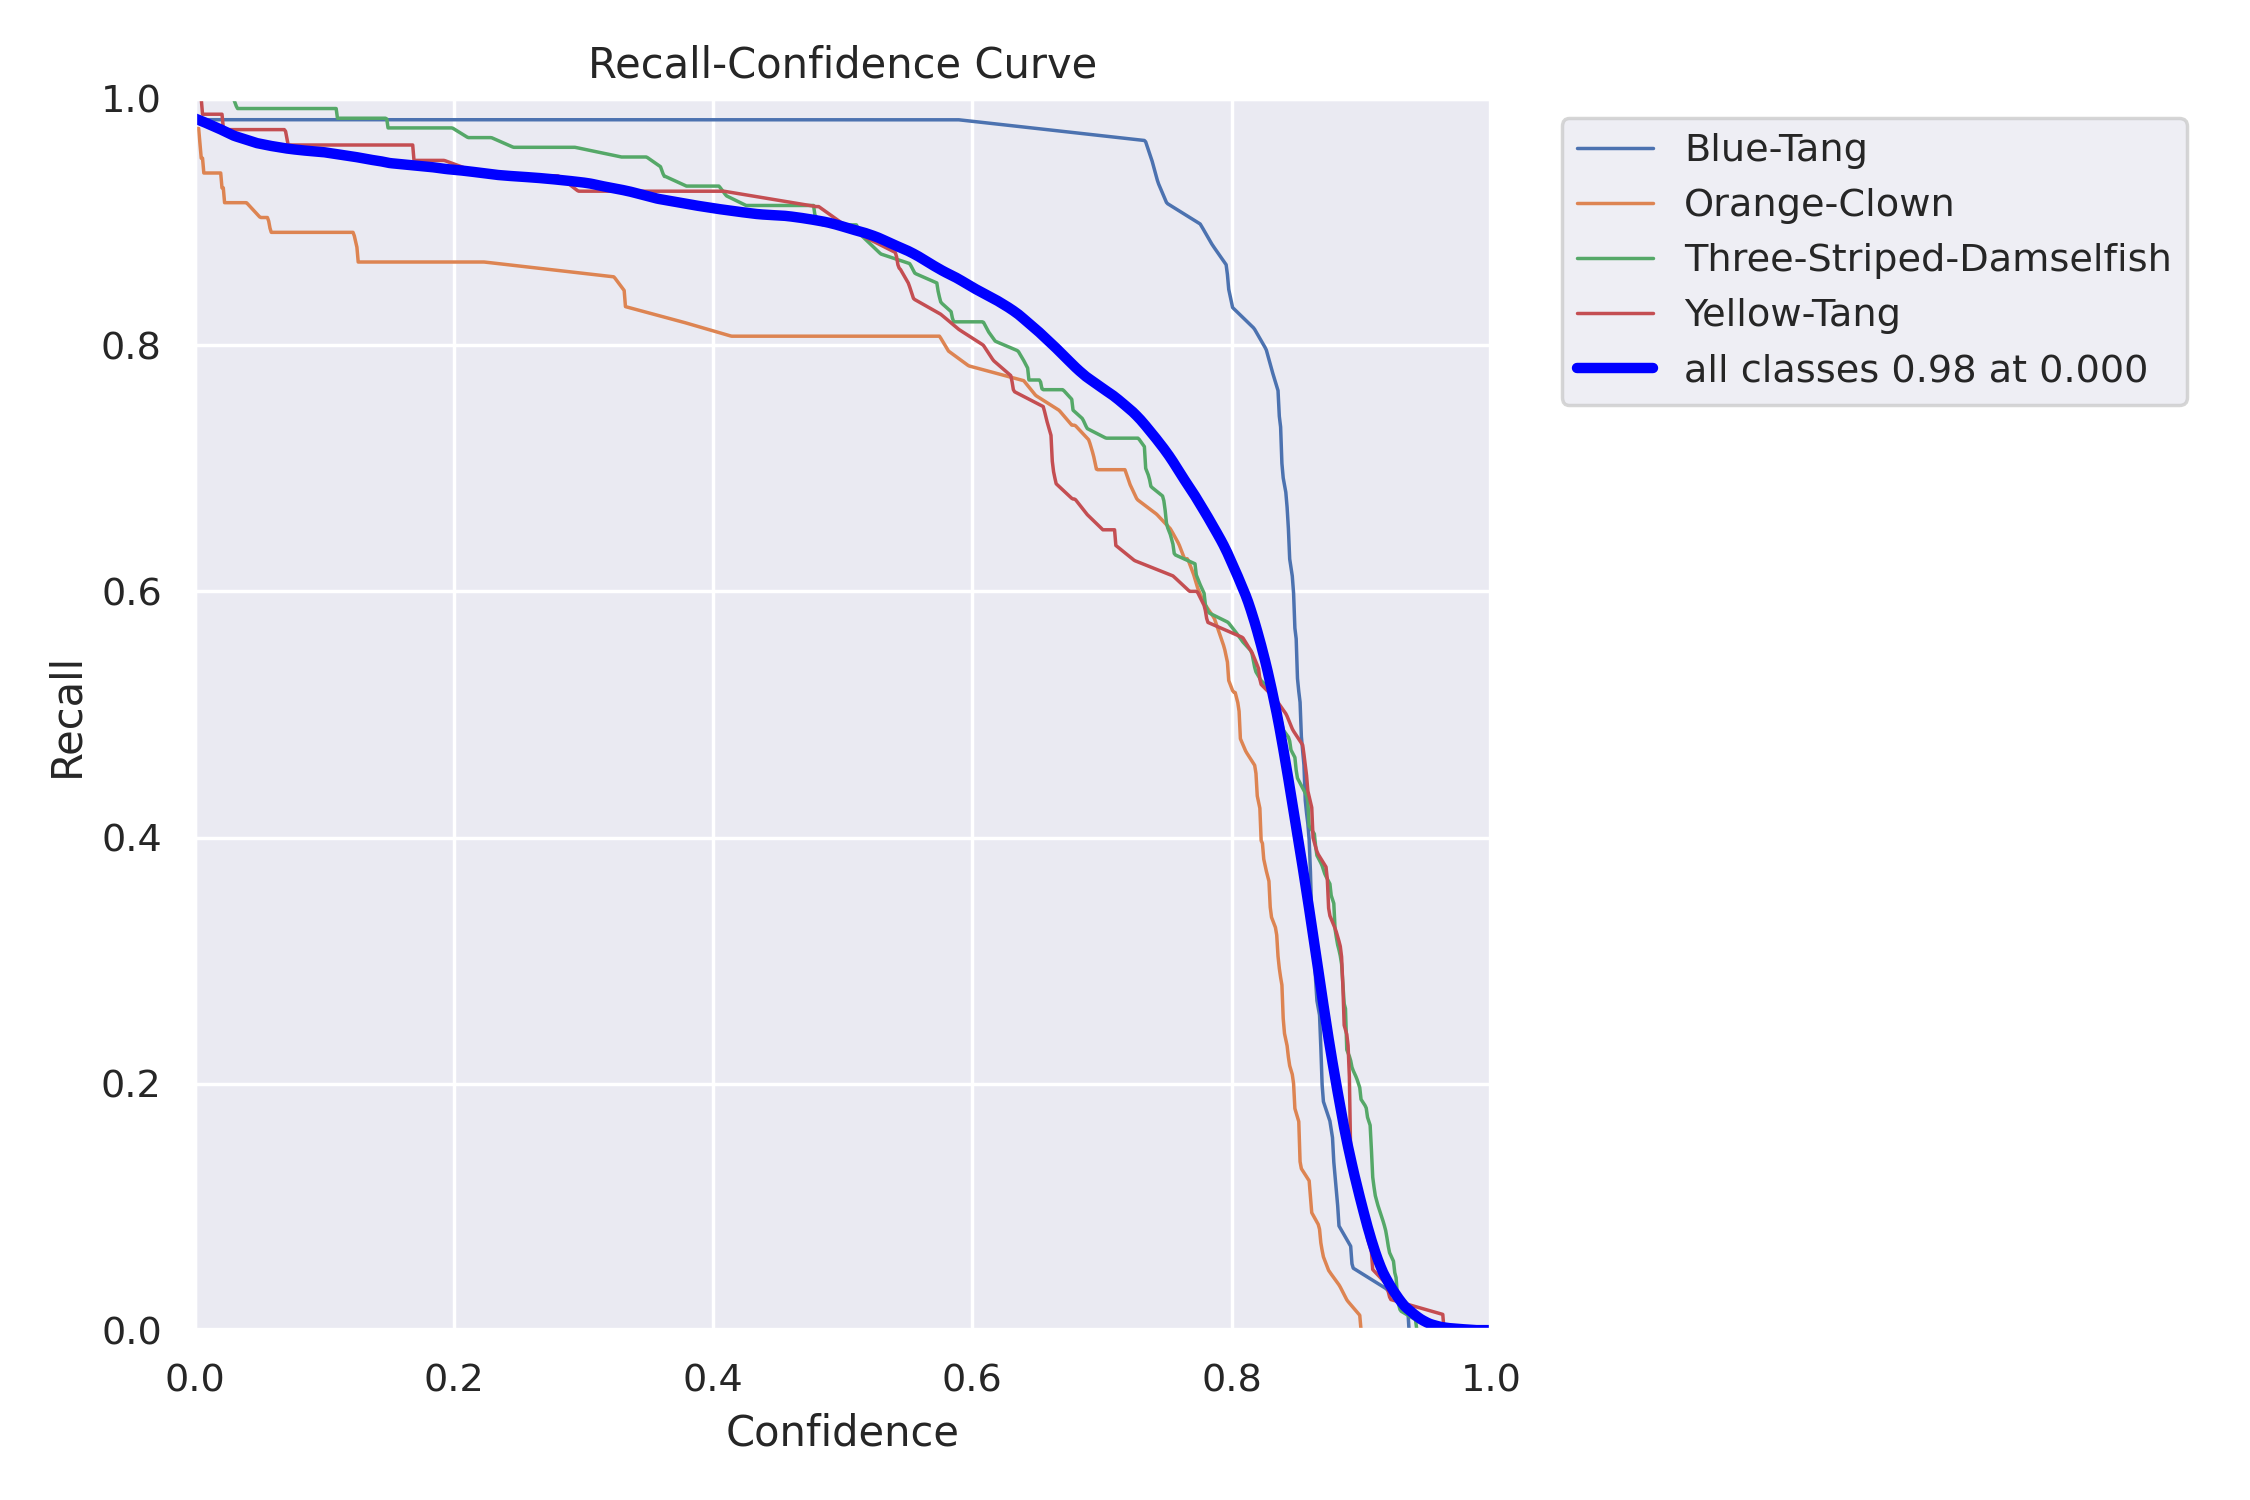 Recall-Confidence Curve
1.0
0.8
0.6
0.4
0.2
0.0
Recall
0.0 0.2 0.4 0.6 0.8 1.0
Confidence
Blue-Tang
Orange-Clown
Three-Striped-Damselfish
Yellow-Tang
all classes 0.98 at 0.000